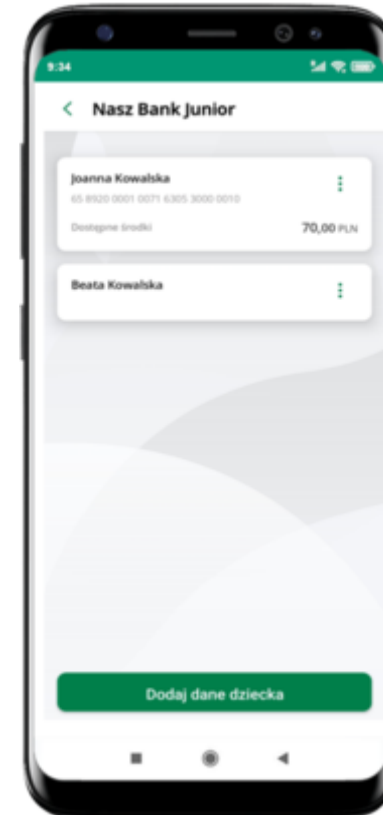 9:34
Nasz Bank Junior
Joanna Kowalska
65 8920 0001 0071 6305 3000 0010
Dostępne środki 70,00 PLN
Beata Kowalska
Dodaj dane dziecka